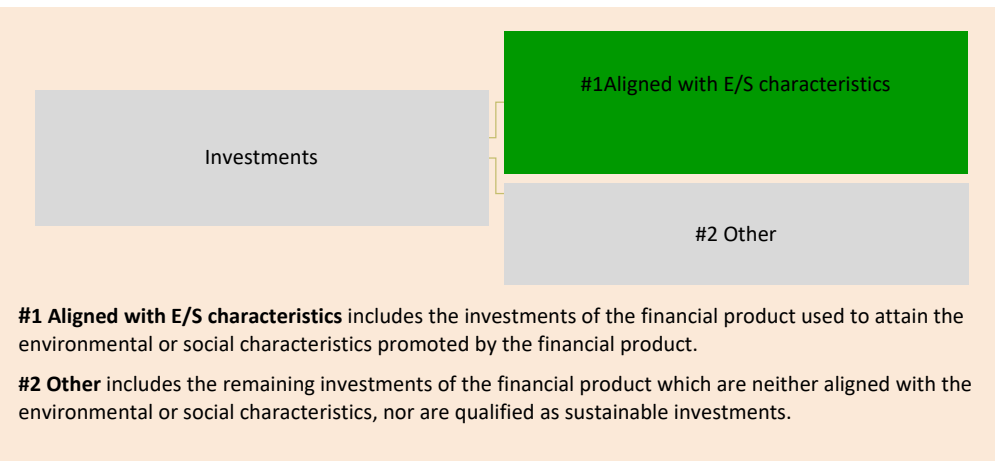 #1Aligned with E/S characteristics
Investments
#2 Other
#1 Aligned with E/S characteristics includes the investments of the financial product used to attain the
environmental or social characteristics promoted by the financial product.
#2 Other includes the remaining investments of the financial product which are neither aligned with the
environmental or social characteristics, nor are qualified as sustainable investments.